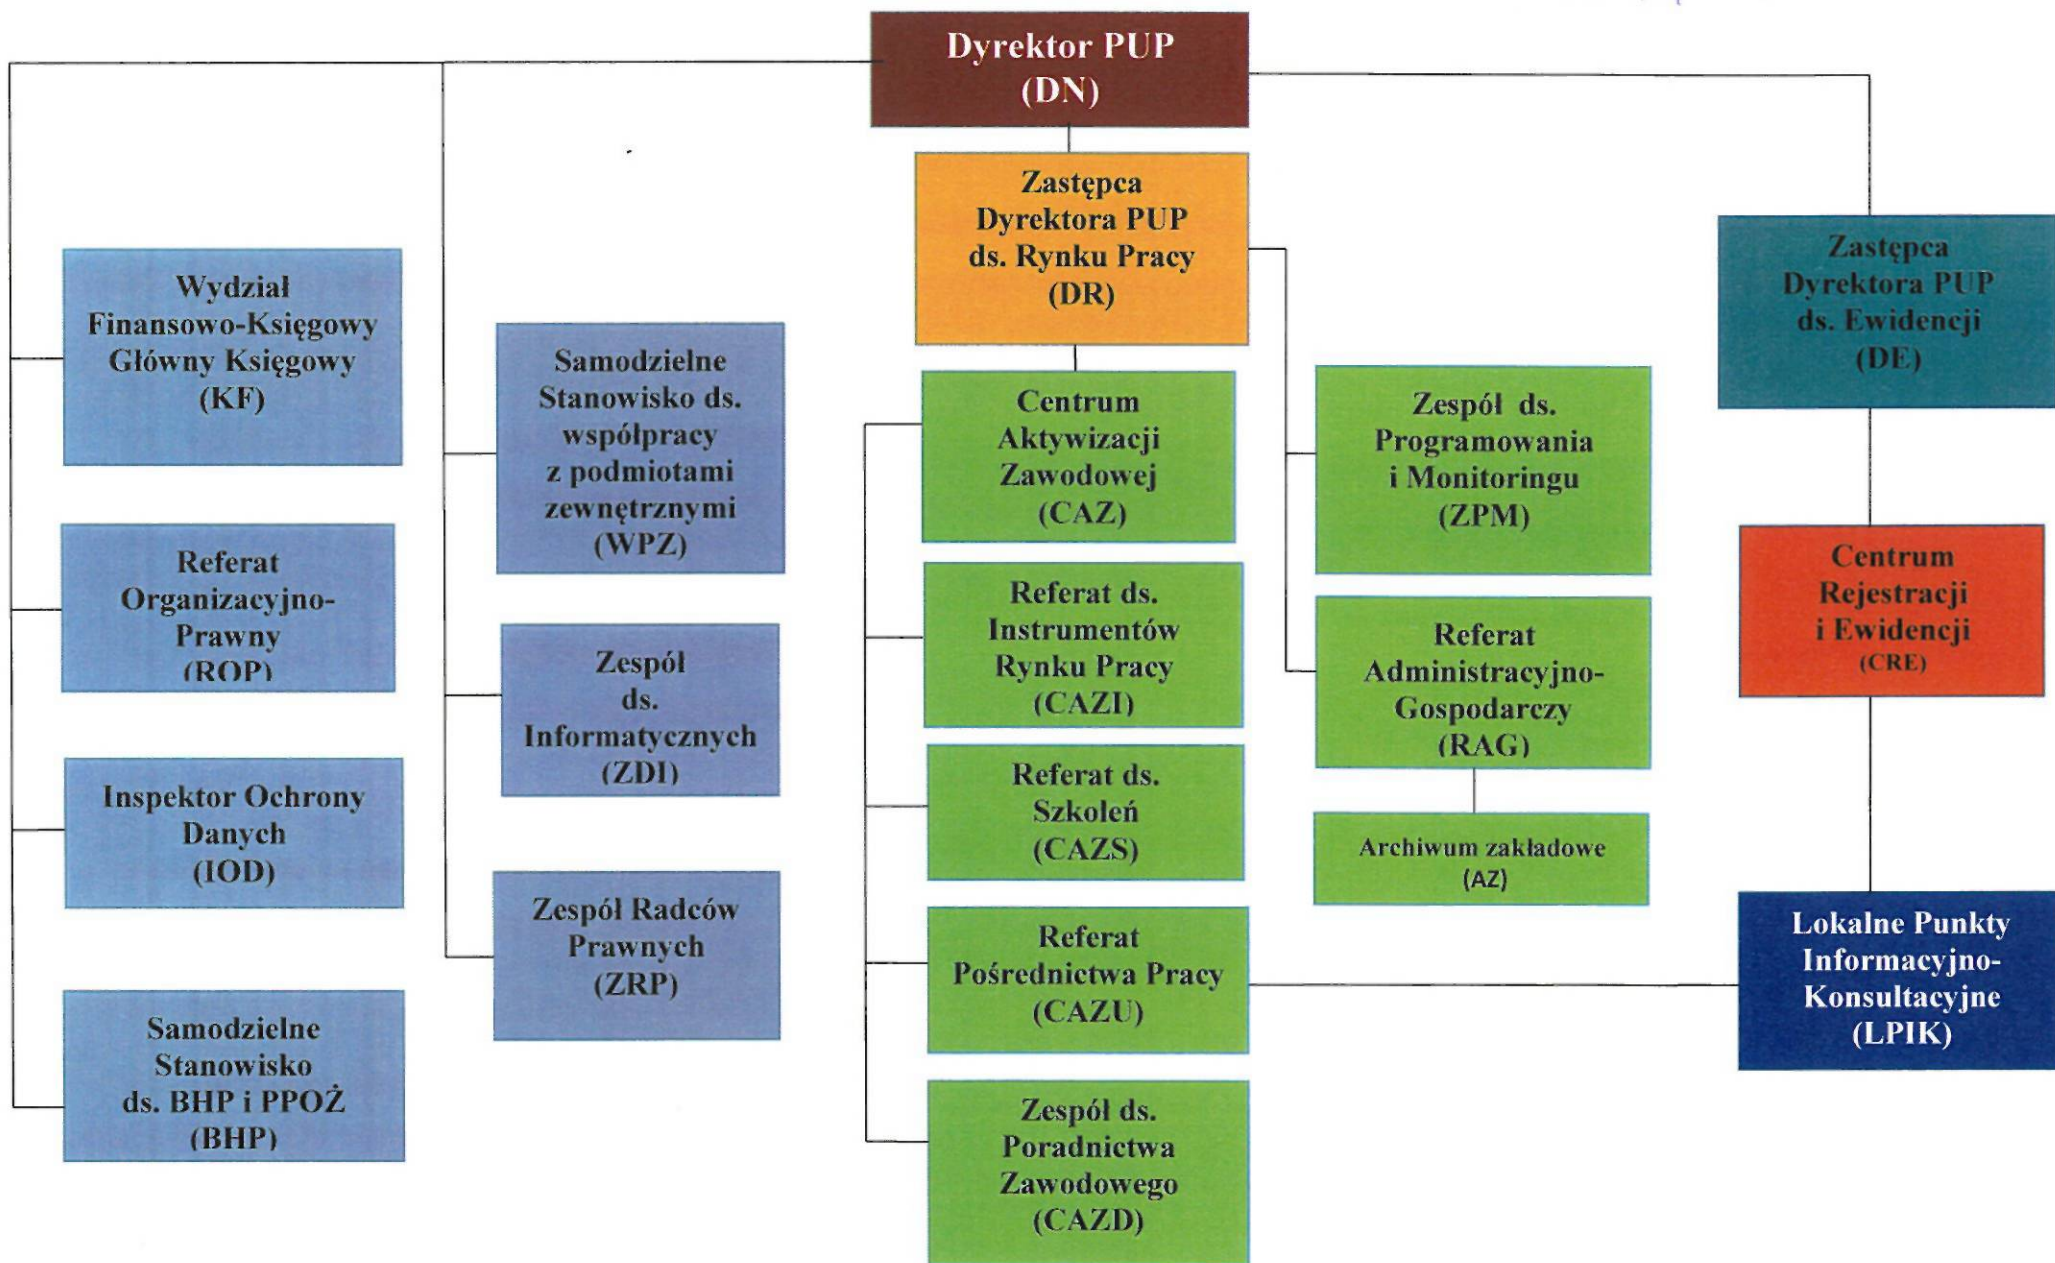 Dyrektor PUP
(DN)
Zastępca
Dyrektora PUP
ds. Rynku Pracy
(DR)
Zastępca
Dyrektora PUP
ds. Ewidencji
(DE)
Wydział
Finansowo-Księgowy
Główny Księgowy
(KF)
Referat
Organizacyjno-
Prawny
(ROP)
Inspektor Ochrony
Danych
(IOD)
Samodzielne
Stanowisko
ds. BHP i PPOŻ
(BHP)
Samodzielne
Stanowisko ds.
współpracy
z podmiotami
zewnętrznymi
(WPZ)
Zespół
ds.
Informatycznych
(ZDI)
Zespół Radców
Prawnych
(ZRP)
Centrum
Aktywizacji
Zawodowej
(CAZ)
Referat ds.
Instrumentów
Rynku Pracy
(CAZI)
Referat ds.
Szkoleń
(CAZS)
Referat
Pośrednictwa Pracy
(CAZU)
Zespół ds.
Poradnictwa
Zawodowego
(CAZD)
Zespół ds.
Programowania
i Monitoringu
(ZPM)
Referat
Administracyjno-
Gospodarczy
(RAG)
Archiwum zakładowe
(AZ)
Centrum
Rejestracji
i Ewidencji
(CRE)
Lokalne Punkty
Informacyjno-
Konsultacyjne
(LPIK)